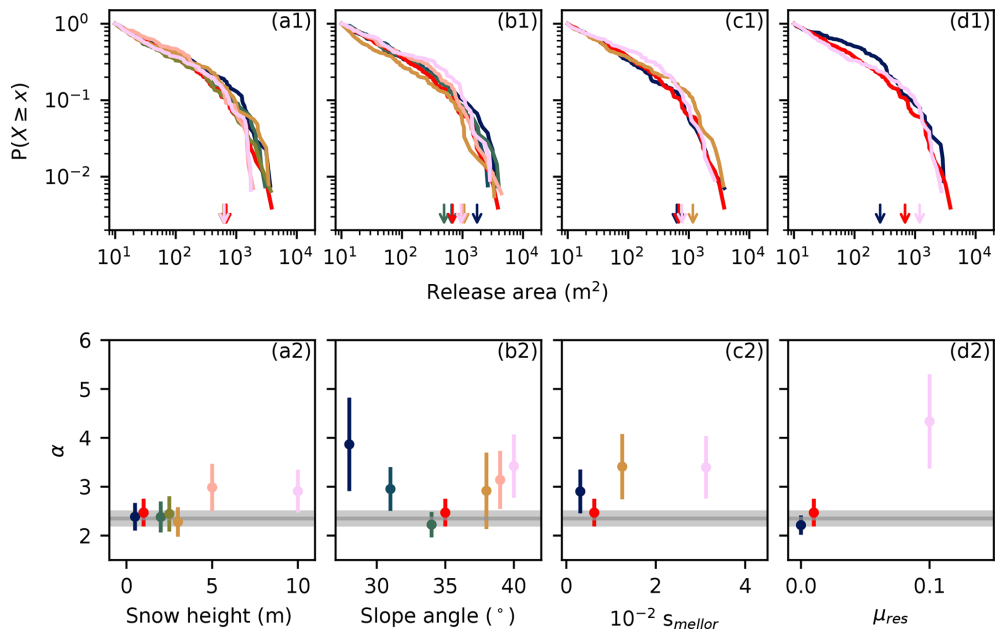 (a1) (b1) (c1) (d1)
10⁰
10⁻¹
10⁻²
P(X ≥ x)
10¹ 10² 10³ 10⁴ 10¹ 10² 10³ 10⁴ 10¹ 10² 10³ 10⁴ 10¹ 10² 10³ 10⁴
Release area (m²)
(a2) (b2) (c2) (d2)
6
5
4
3
2
α
0 5 10 30 35 40 0 2 4 0.0 0.1
Snow height (m) Slope angle (°) 10⁻² s_mellor μ_res